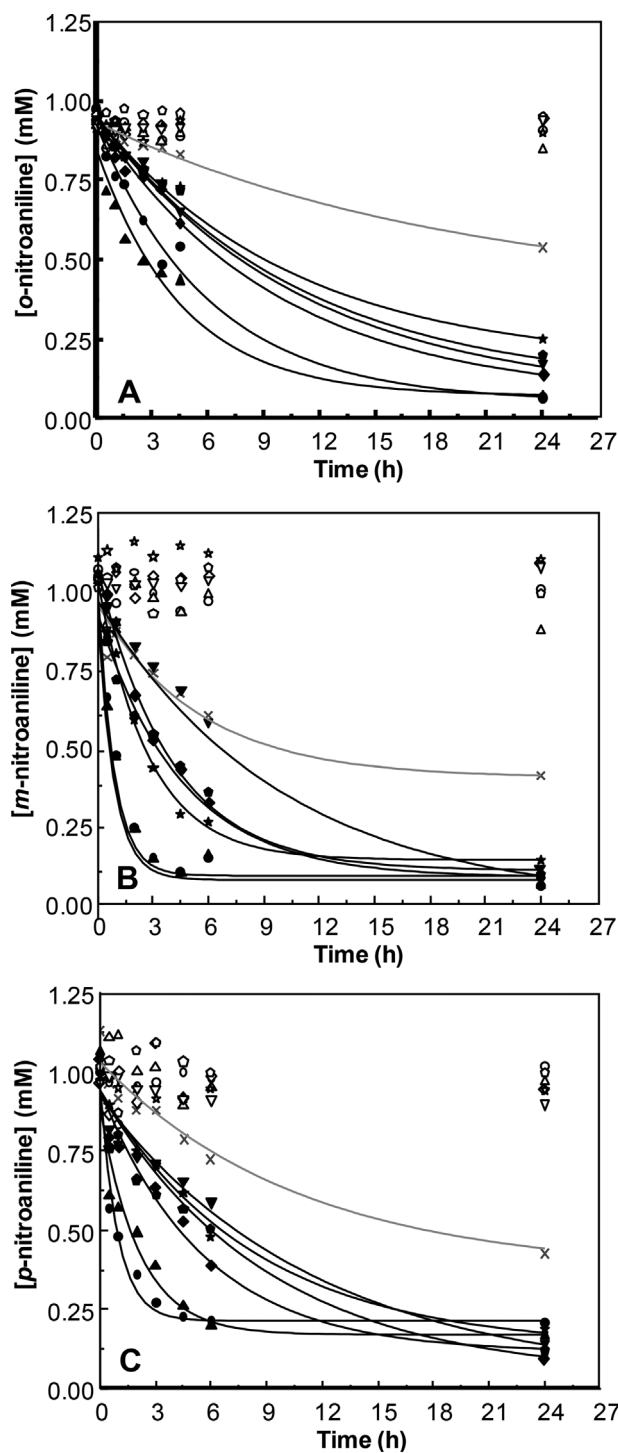 [o-nitroaniline] (mM)
1.25
1.00
0.75
0.50
0.25
0.00
A
0 3 6 9 12 15 18 21 24 27
Time (h)
[m-nitroaniline] (mM)
1.25
1.00
0.75
0.50
0.25
0.00
B
0 3 6 9 12 15 18 21 24 27
Time (h)
[p-nitroaniline] (mM)
1.25
1.00
0.75
0.50
0.25
0.00
C
0 3 6 9 12 15 18 21 24 27
Time (h)